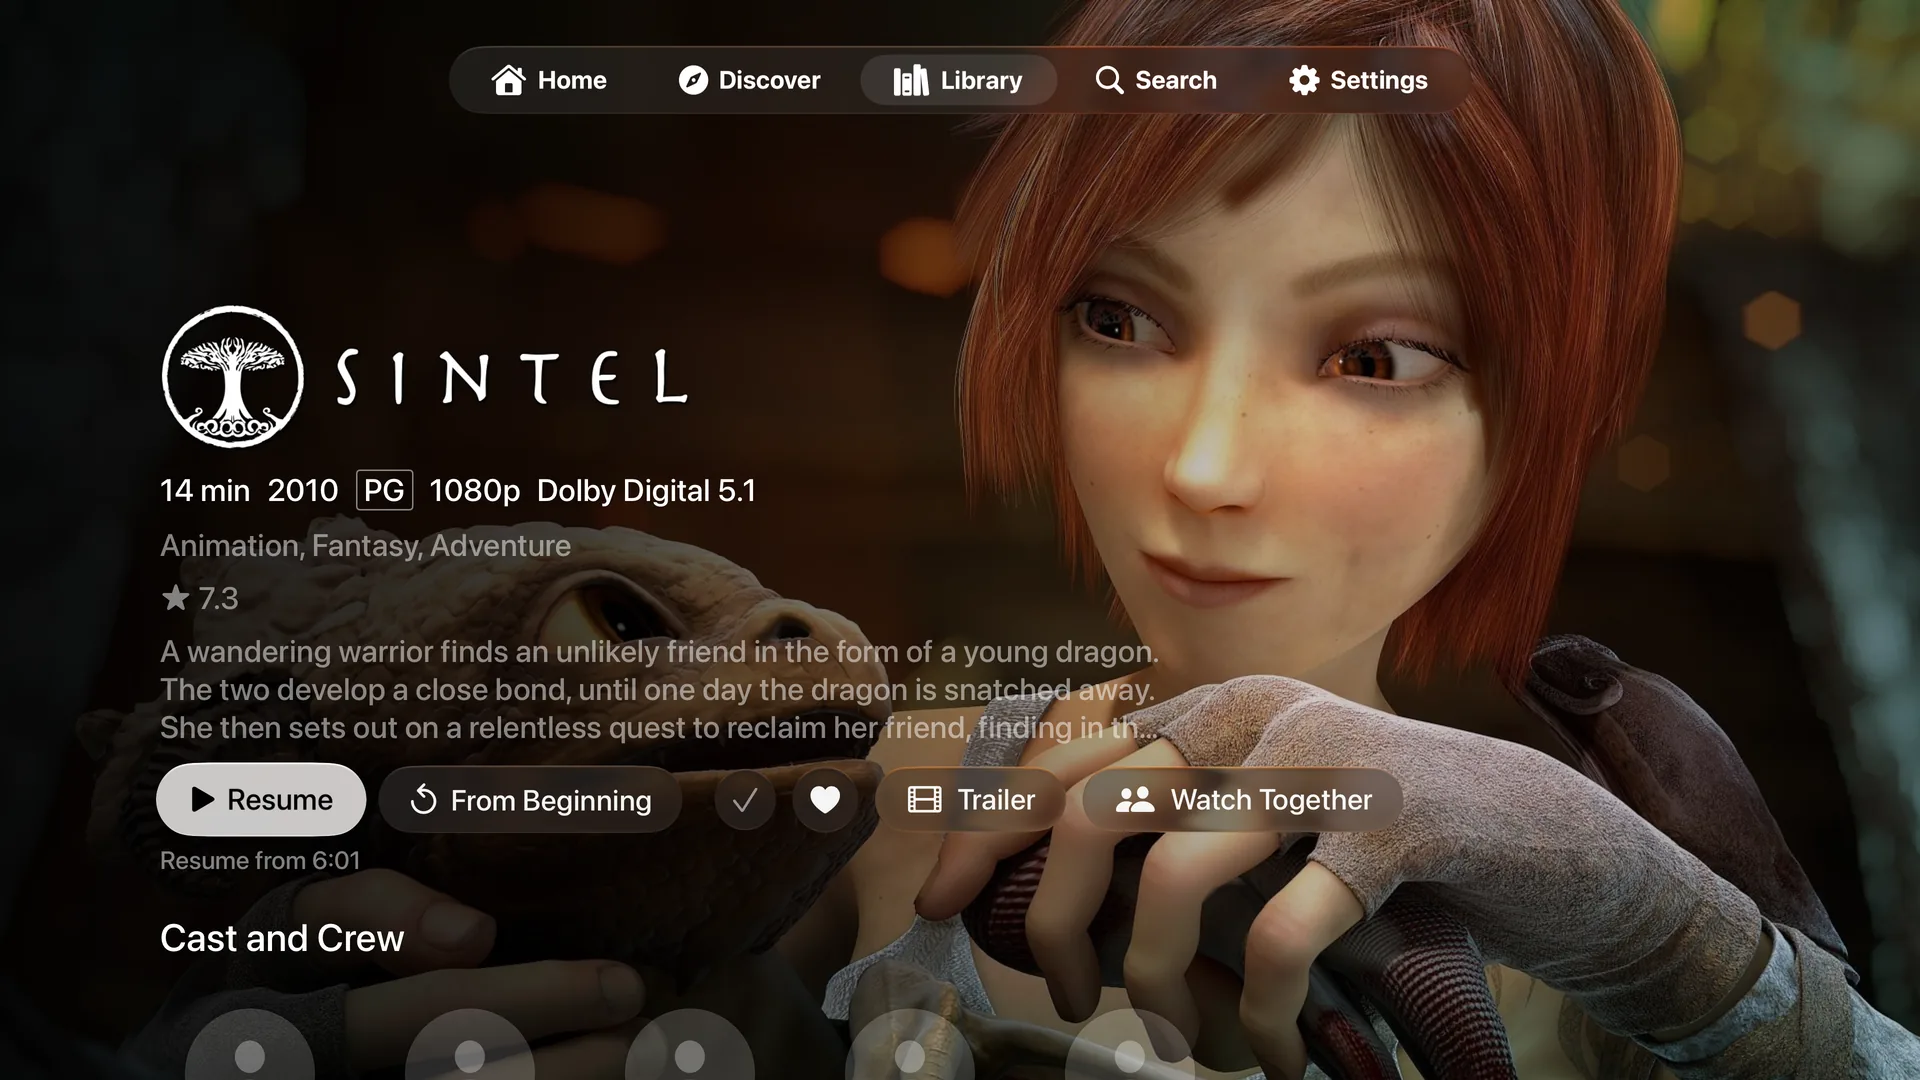 Home Discover Library Search Settings
SINTEL
14 min 2010 PG 1080p Dolby Digital 5.1
Animation, Fantasy, Adventure
7.3
A wandering warrior finds an unlikely friend in the form of a young dragon.
The two develop a close bond, until one day the dragon is snatched away.
She then sets out on a relentless quest to reclaim her friend, finding in th...
Resume From Beginning Trailer Watch Together
Resume from 6:01
Cast and Crew